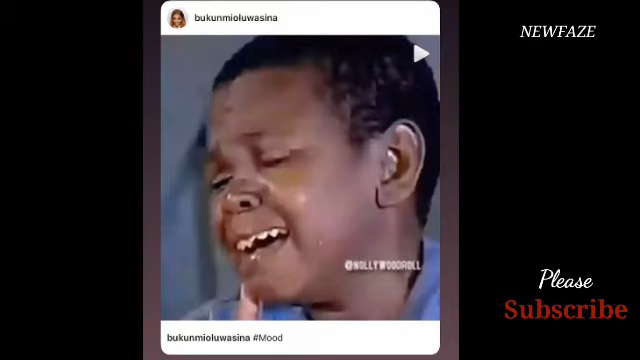 bukunmioluwasina
NEWFAZE
@NOLLYWOODROLL
Please
Subscribe
bukunmioluwasina #Mood